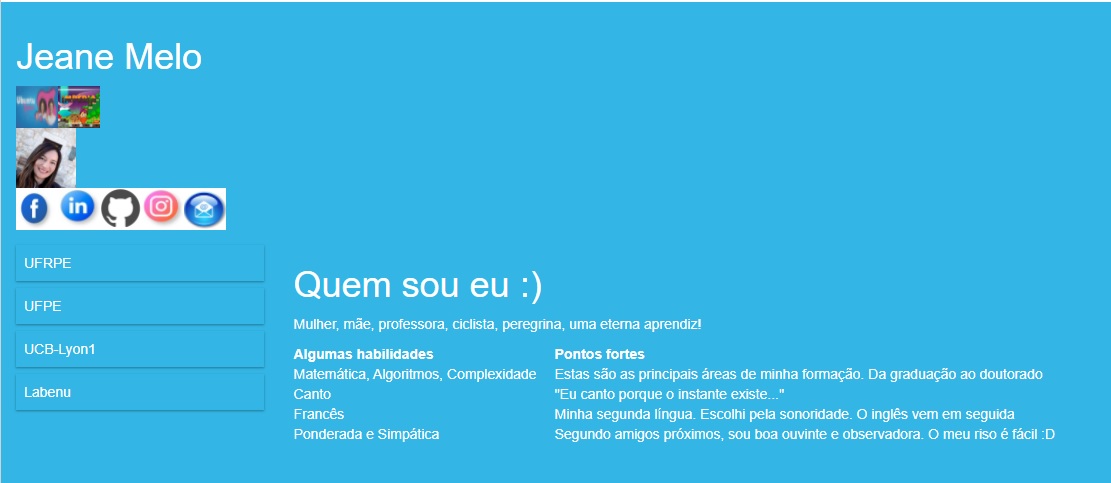 Jeane Melo
UFRPE
UFPE
UCB-Lyon1
Labenu
Quem sou eu :)
Mulher, mãe, professora, ciclista, peregrina, uma eterna aprendiz!
Algumas habilidades Pontos fortes
Matemática, Algoritmos, Complexidade Estas são as principais áreas de minha formação. Da graduação ao doutorado
Canto "Eu canto porque o instante existe..."
Francês Minha segunda língua. Escolhi pela sonoridade. O inglês vem em seguida
Ponderada e Simpática Segundo amigos próximos, sou boa ouvinte e observadora. O meu riso é fácil :D